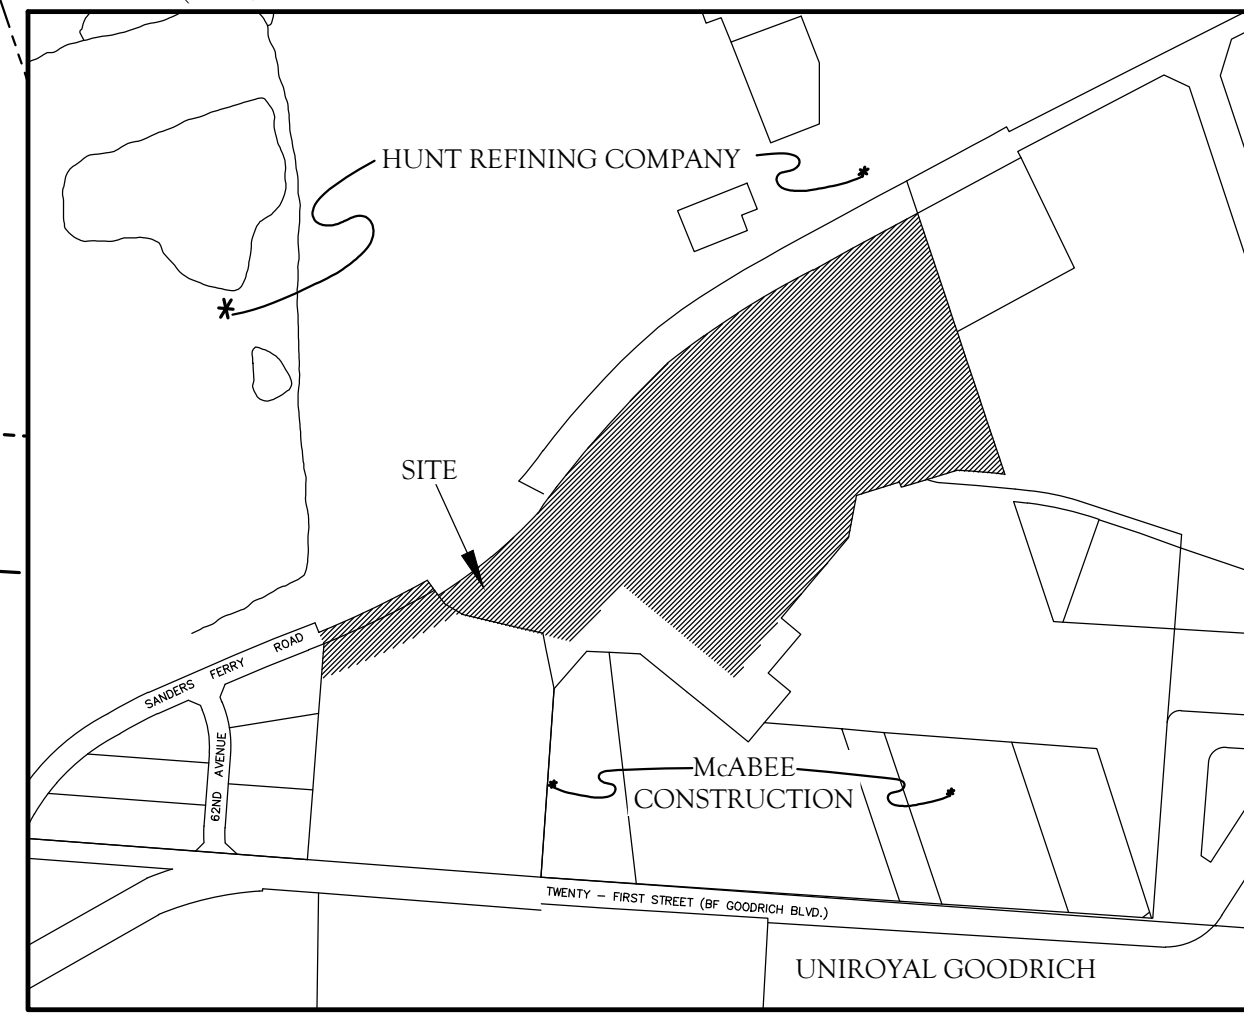 HUNT REFINING COMPANY
SITE
SANDERS FERRY ROAD
62ND AVENUE
McABEE
CONSTRUCTION
TWENTY – FIRST STREET (BF GOODRICH BLVD.)
UNIROYAL GOODRICH